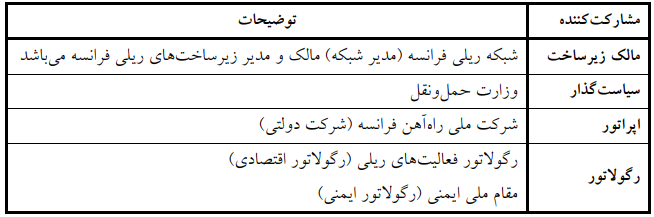 مشارکت‌کننده توضیحات
مالک زیرساخت شبکه ریلی فرانسه (مدیر شبکه) مالک و مدیر زیرساخت‌های ریلی فرانسه می‌باشد
سیاست‌گذار وزارت حمل‌ونقل
اپراتور شرکت ملی راه‌آهن فرانسه (شرکت دولتی)
رگولاتور رگولاتور فعالیت‌های ریلی (رگولاتور اقتصادی)
مقام ملی ایمنی (رگولاتور ایمنی)